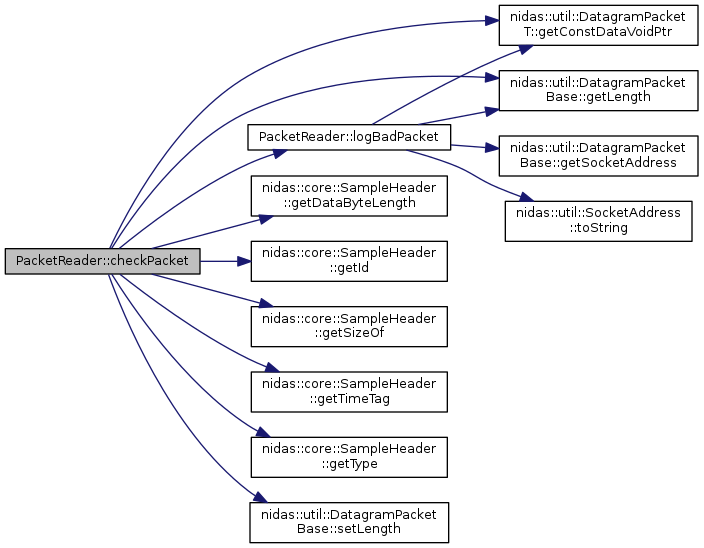 nidas::util::DatagramPacket
T::getConstDataVoidPtr
nidas::util::DatagramPacket
Base::getLength
PacketReader::logBadPacket
nidas::util::DatagramPacket
Base::getSocketAddress
nidas::core::SampleHeader
::getDataByteLength
nidas::util::SocketAddress
::toString
PacketReader::checkPacket
nidas::core::SampleHeader
::getId
nidas::core::SampleHeader
::getSizeOf
nidas::core::SampleHeader
::getTimeTag
nidas::core::SampleHeader
::getType
nidas::util::DatagramPacket
Base::setLength